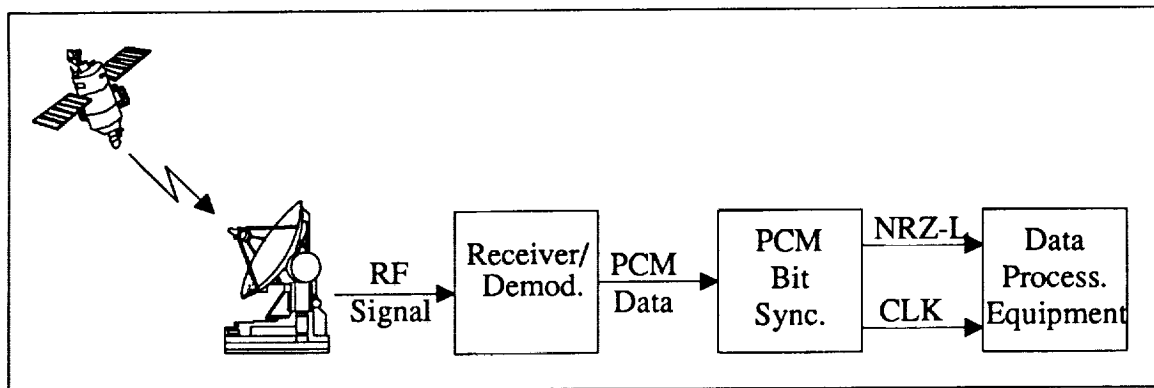 RF
Signal
Receiver/
Demod.
PCM
Data
PCM
Bit
Sync.
NRZ-L
CLK
Data
Process.
Equipment